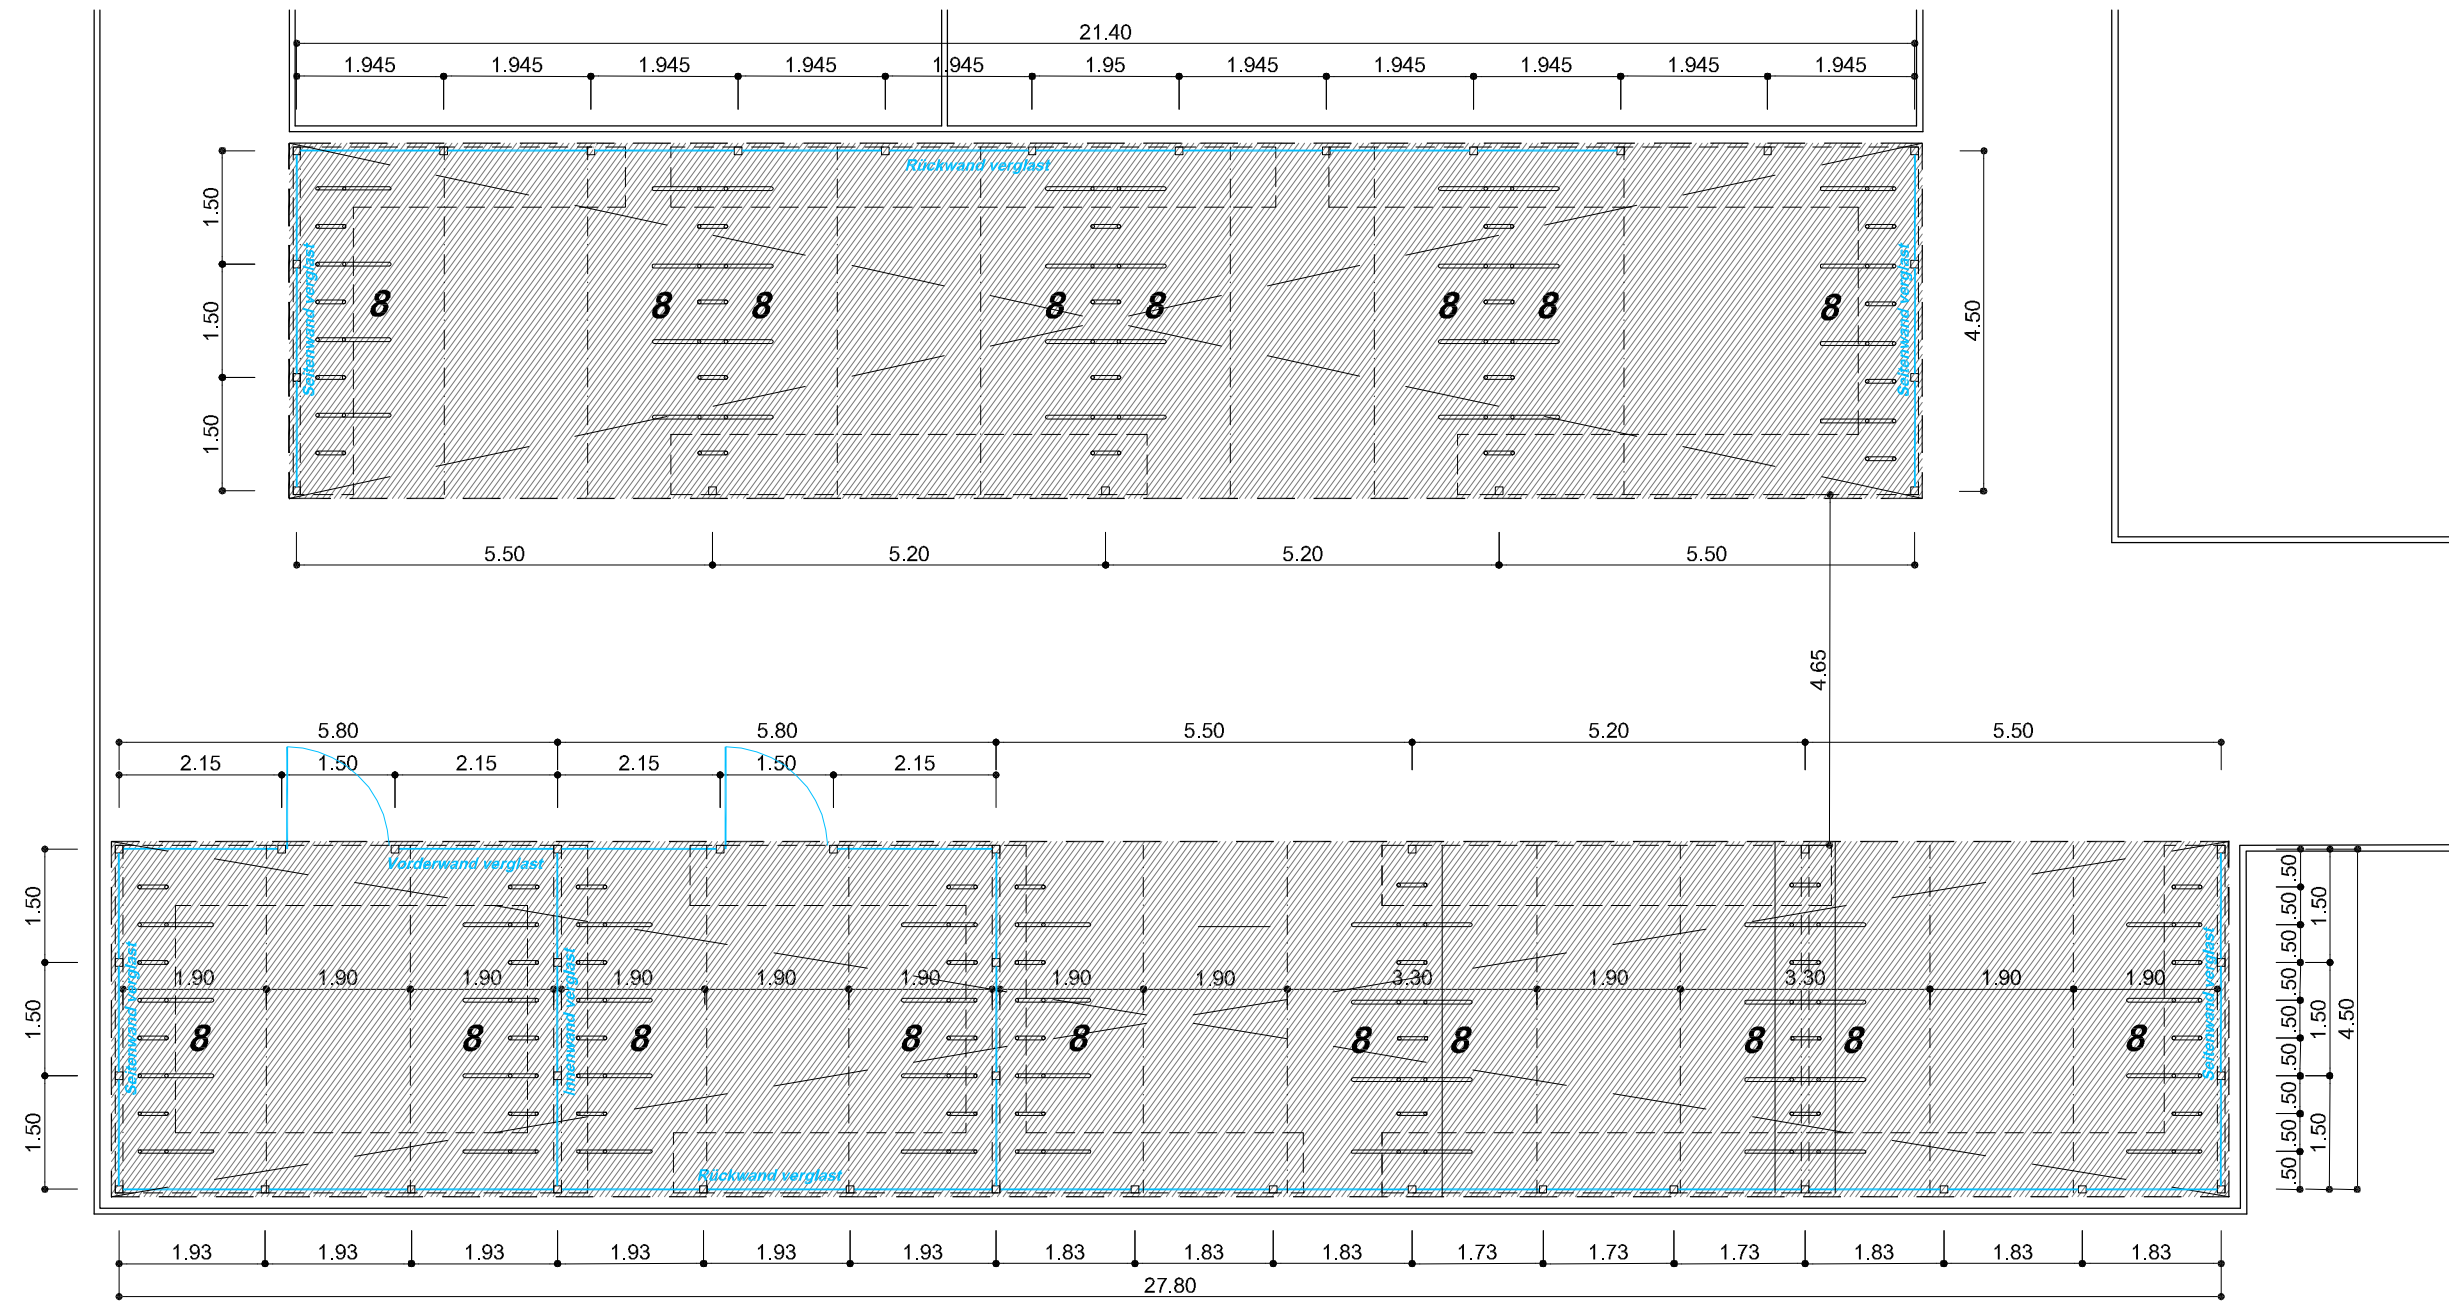 21.40
1.945 1.945 1.945 1.945 1.945 1.95 1.945 1.945 1.945 1.945 1.945
Rückwand verglast
1.50
1.50
1.50
Seitenwand verglast
8 8 8 8 8 8 8 8
Seitenwand verglast
4.50
5.50 5.20 5.20 5.50
4.65
5.80 5.80 5.50 5.20 5.50
2.15 1.50 2.15 2.15 1.50 2.15
Vorderwand verglast
1.50
1.50
1.50
Seitenwand verglast
Innenwand verglast
Seitenwand verglast
1.90 1.90 1.90 1.90 1.90 1.90 1.90 1.90 3.30 1.90 3.30 1.90 1.90
8 8 8 8 8 8 8 8 8 8
Rückwand verglast
.50
.50
.50
.50
.50
.50
.50
.50
.50
1.50
1.50
1.50
4.50
1.93 1.93 1.93 1.93 1.93 1.93 1.83 1.83 1.83 1.73 1.73 1.73 1.83 1.83 1.83
27.80